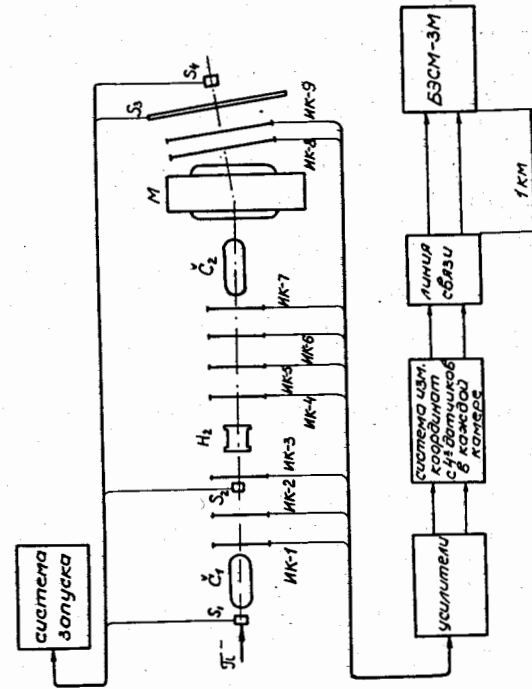 система
запуска
π⁻
S₁
Č₁
ИК-1
ИК-2
S₂
ИК-3
H₂
ИК-4
ИК-5
ИК-6
ИК-7
Č₂
М
ИК-8
ИК-9
S₃
S₄
усилители
система изм.
координат
с 4ˣ датчиков
в каждой
камере
линия
связи
1 км
БЭСМ-3М